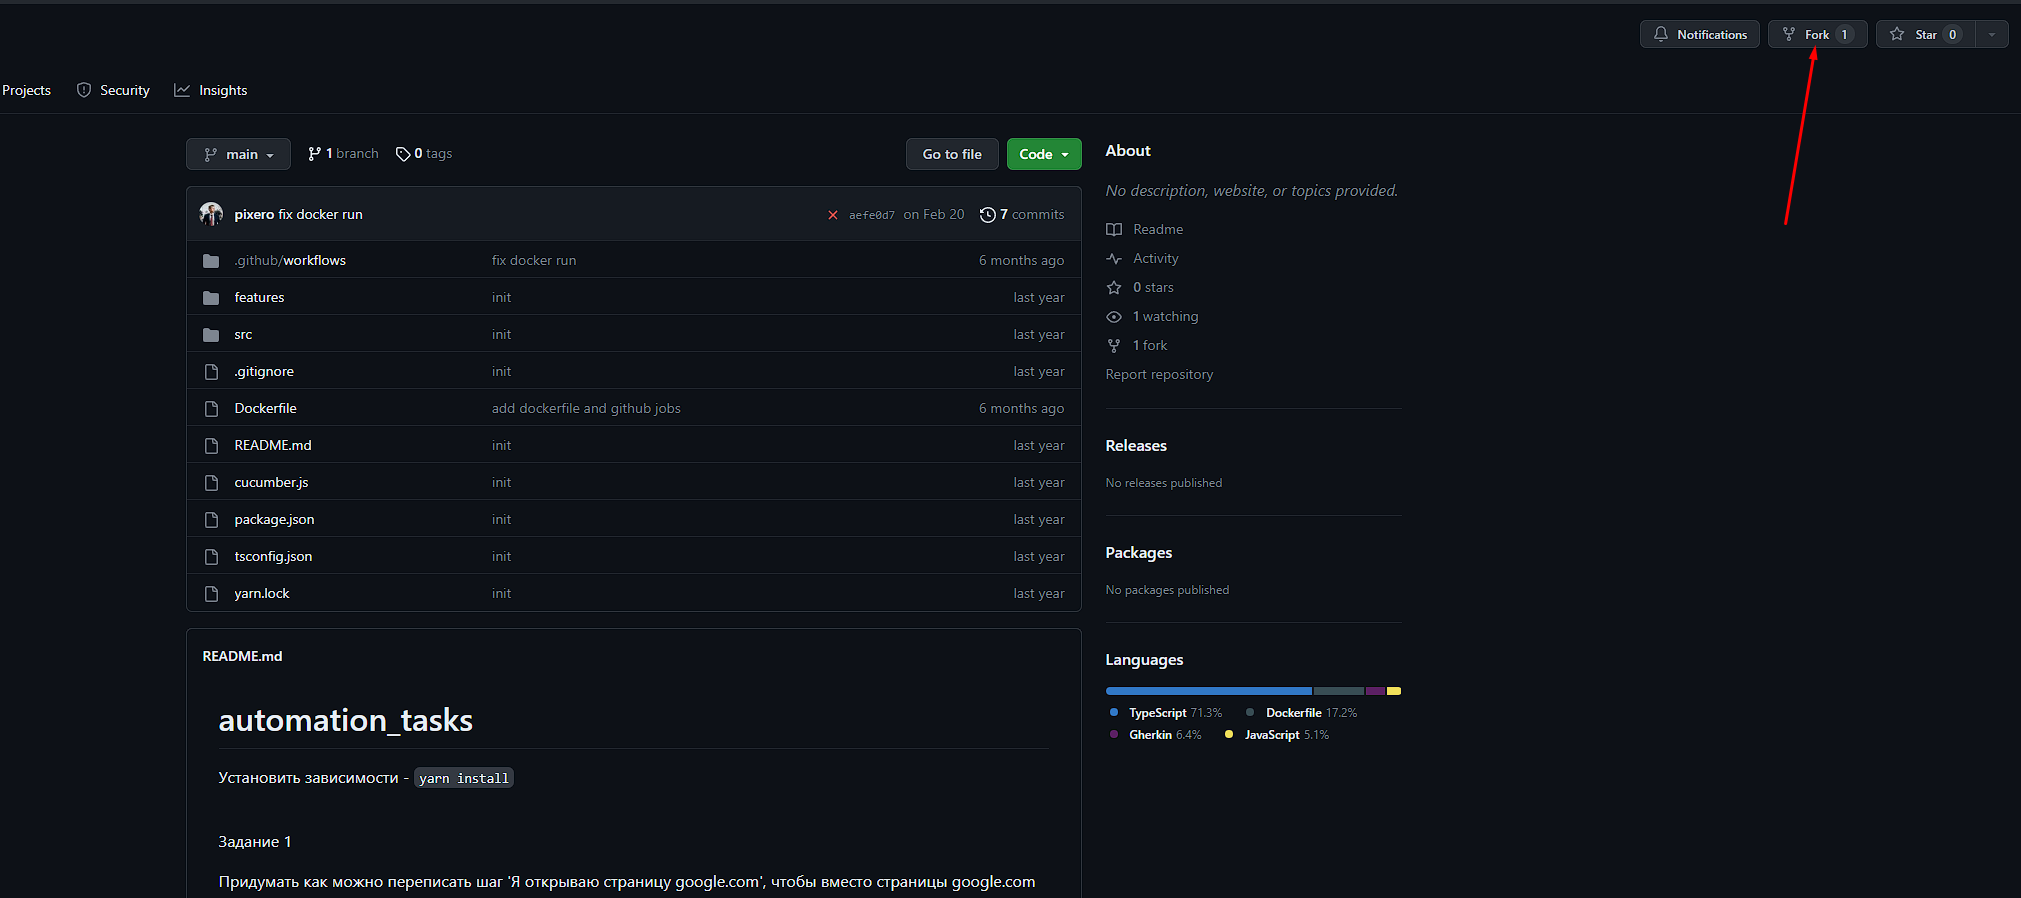 Notifications Fork 1 Star 0
Projects Security Insights
main 1 branch 0 tags Go to file Code
pixero fix docker run aefe0d7 on Feb 20 7 commits
.github/workflows fix docker run 6 months ago
features init last year
src init last year
.gitignore init last year
Dockerfile add dockerfile and github jobs 6 months ago
README.md init last year
cucumber.js init last year
package.json init last year
tsconfig.json init last year
yarn.lock init last year
README.md
automation_tasks
Установить зависимости - yarn install
Задание 1
Придумать как можно переписать шаг 'Я открываю страницу google.com', чтобы вместо страницы google.com
About
No description, website, or topics provided.
Readme
Activity
0 stars
1 watching
1 fork
Report repository
Releases
No releases published
Packages
No packages published
Languages
TypeScript 71.3% Dockerfile 17.2%
Gherkin 6.4% JavaScript 5.1%